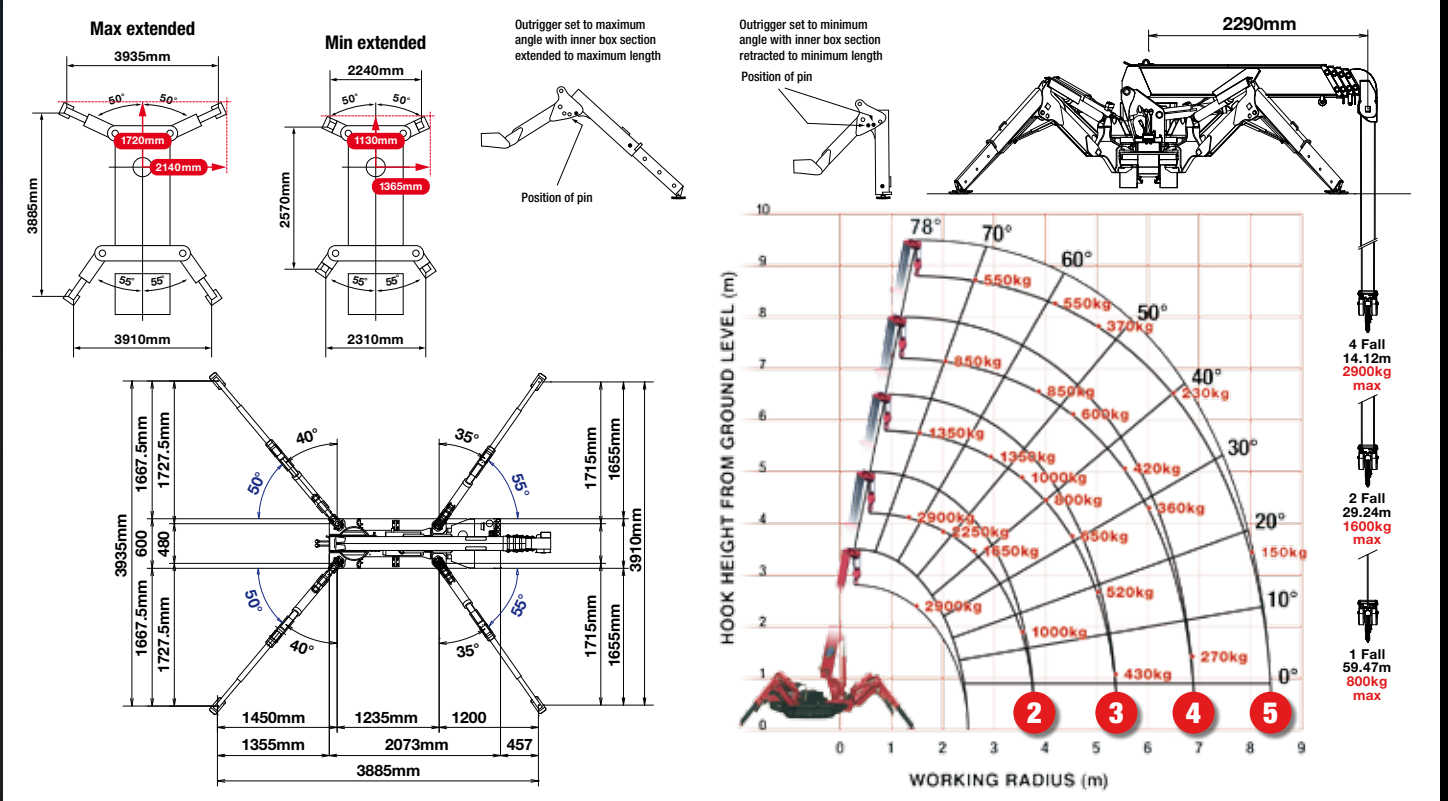 Max extended
3935mm
50°
50°
1720mm
2140mm
3885mm
55°
55°
3910mm
Min extended
2240mm
50°
50°
1130mm
1365mm
2570mm
55°
55°
2310mm
Outrigger set to maximum
angle with inner box section
extended to maximum length
Position of pin
Outrigger set to minimum
angle with inner box section
retracted to minimum length
Position of pin
2290mm
3935mm
1667.5mm
1727.5mm
600
480
1667.5mm
1727.5mm
40°
50°
50°
40°
35°
55°
55°
35°
1715mm
1655mm
3910mm
1715mm
1655mm
1450mm
1235mm
1200
1355mm
2073mm
457
3885mm
HOOK HEIGHT FROM GROUND LEVEL (m)
10
9
8
7
6
5
4
3
2
1
0
78°
70°
60°
50°
40°
30°
20°
10°
0°
550kg
550kg
370kg
230kg
150kg
850kg
850kg
600kg
420kg
360kg
270kg
1350kg
1350kg
1000kg
800kg
650kg
520kg
430kg
2900kg
2250kg
1650kg
1000kg
2900kg
2
3
4
5
0
1
2
3
4
5
6
7
8
9
WORKING RADIUS (m)
4 Fall
14.12m
2900kg
max
2 Fall
29.24m
1600kg
max
1 Fall
59.47m
800kg
max